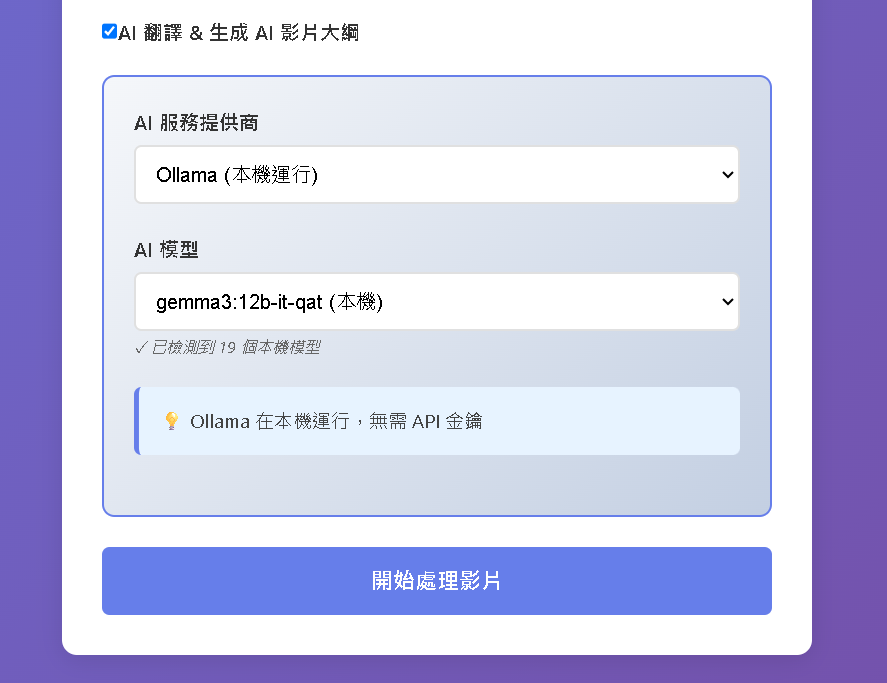 AI 翻譯 & 生成 AI 影片大綱
AI 服務提供商
Ollama (本機運行)
AI 模型
gemma3:12b-it-qat (本機)
✓ 已檢測到 19 個本機模型
💡 Ollama 在本機運行，無需 API 金鑰
開始處理影片